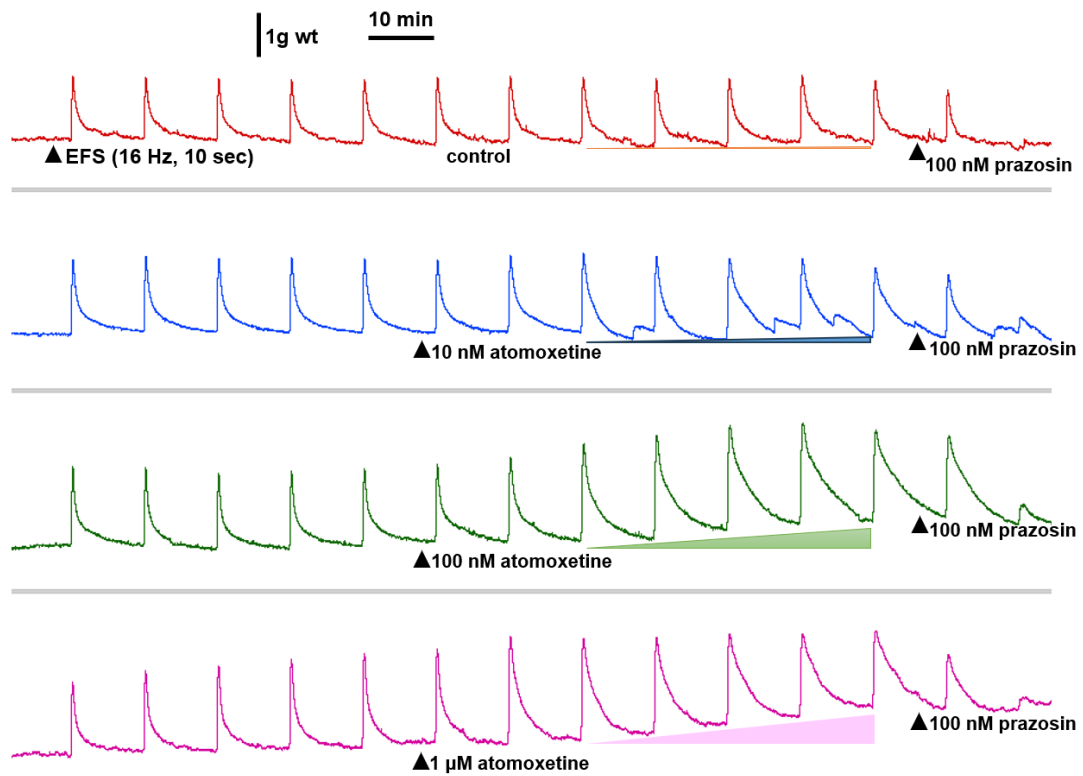 10 min
1g wt
EFS (16 Hz, 10 sec)
control
100 nM prazosin
10 nM atomoxetine
100 nM prazosin
100 nM atomoxetine
100 nM prazosin
1 µM atomoxetine
100 nM prazosin